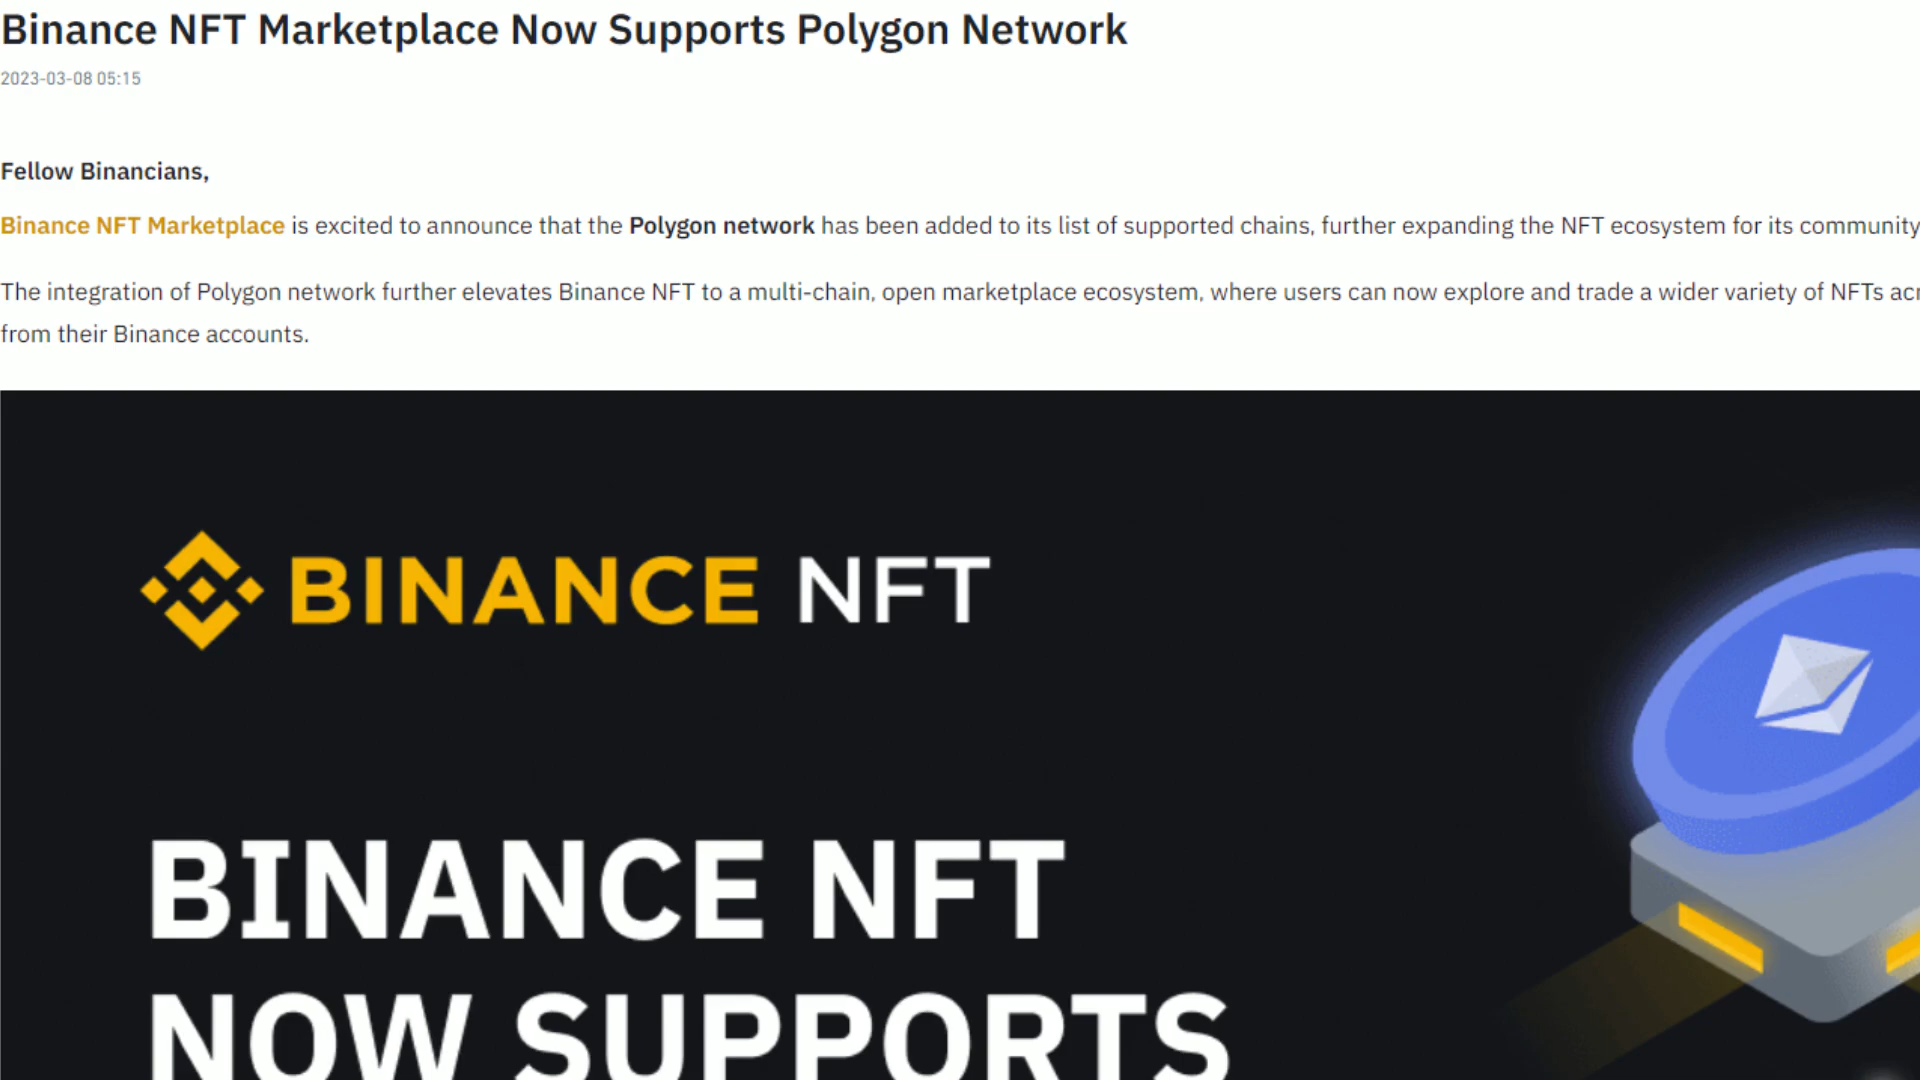 Binance NFT Marketplace Now Supports Polygon Network
2023-03-08 05:15
Fellow Binancians,
Binance NFT Marketplace is excited to announce that the Polygon network has been added to its list of supported chains, further expanding the NFT ecosystem for its community
The integration of Polygon network further elevates Binance NFT to a multi-chain, open marketplace ecosystem, where users can now explore and trade a wider variety of NFTs
from their Binance accounts.
BINANCE NFT
BINANCE NFT
NOW SUPPORTS